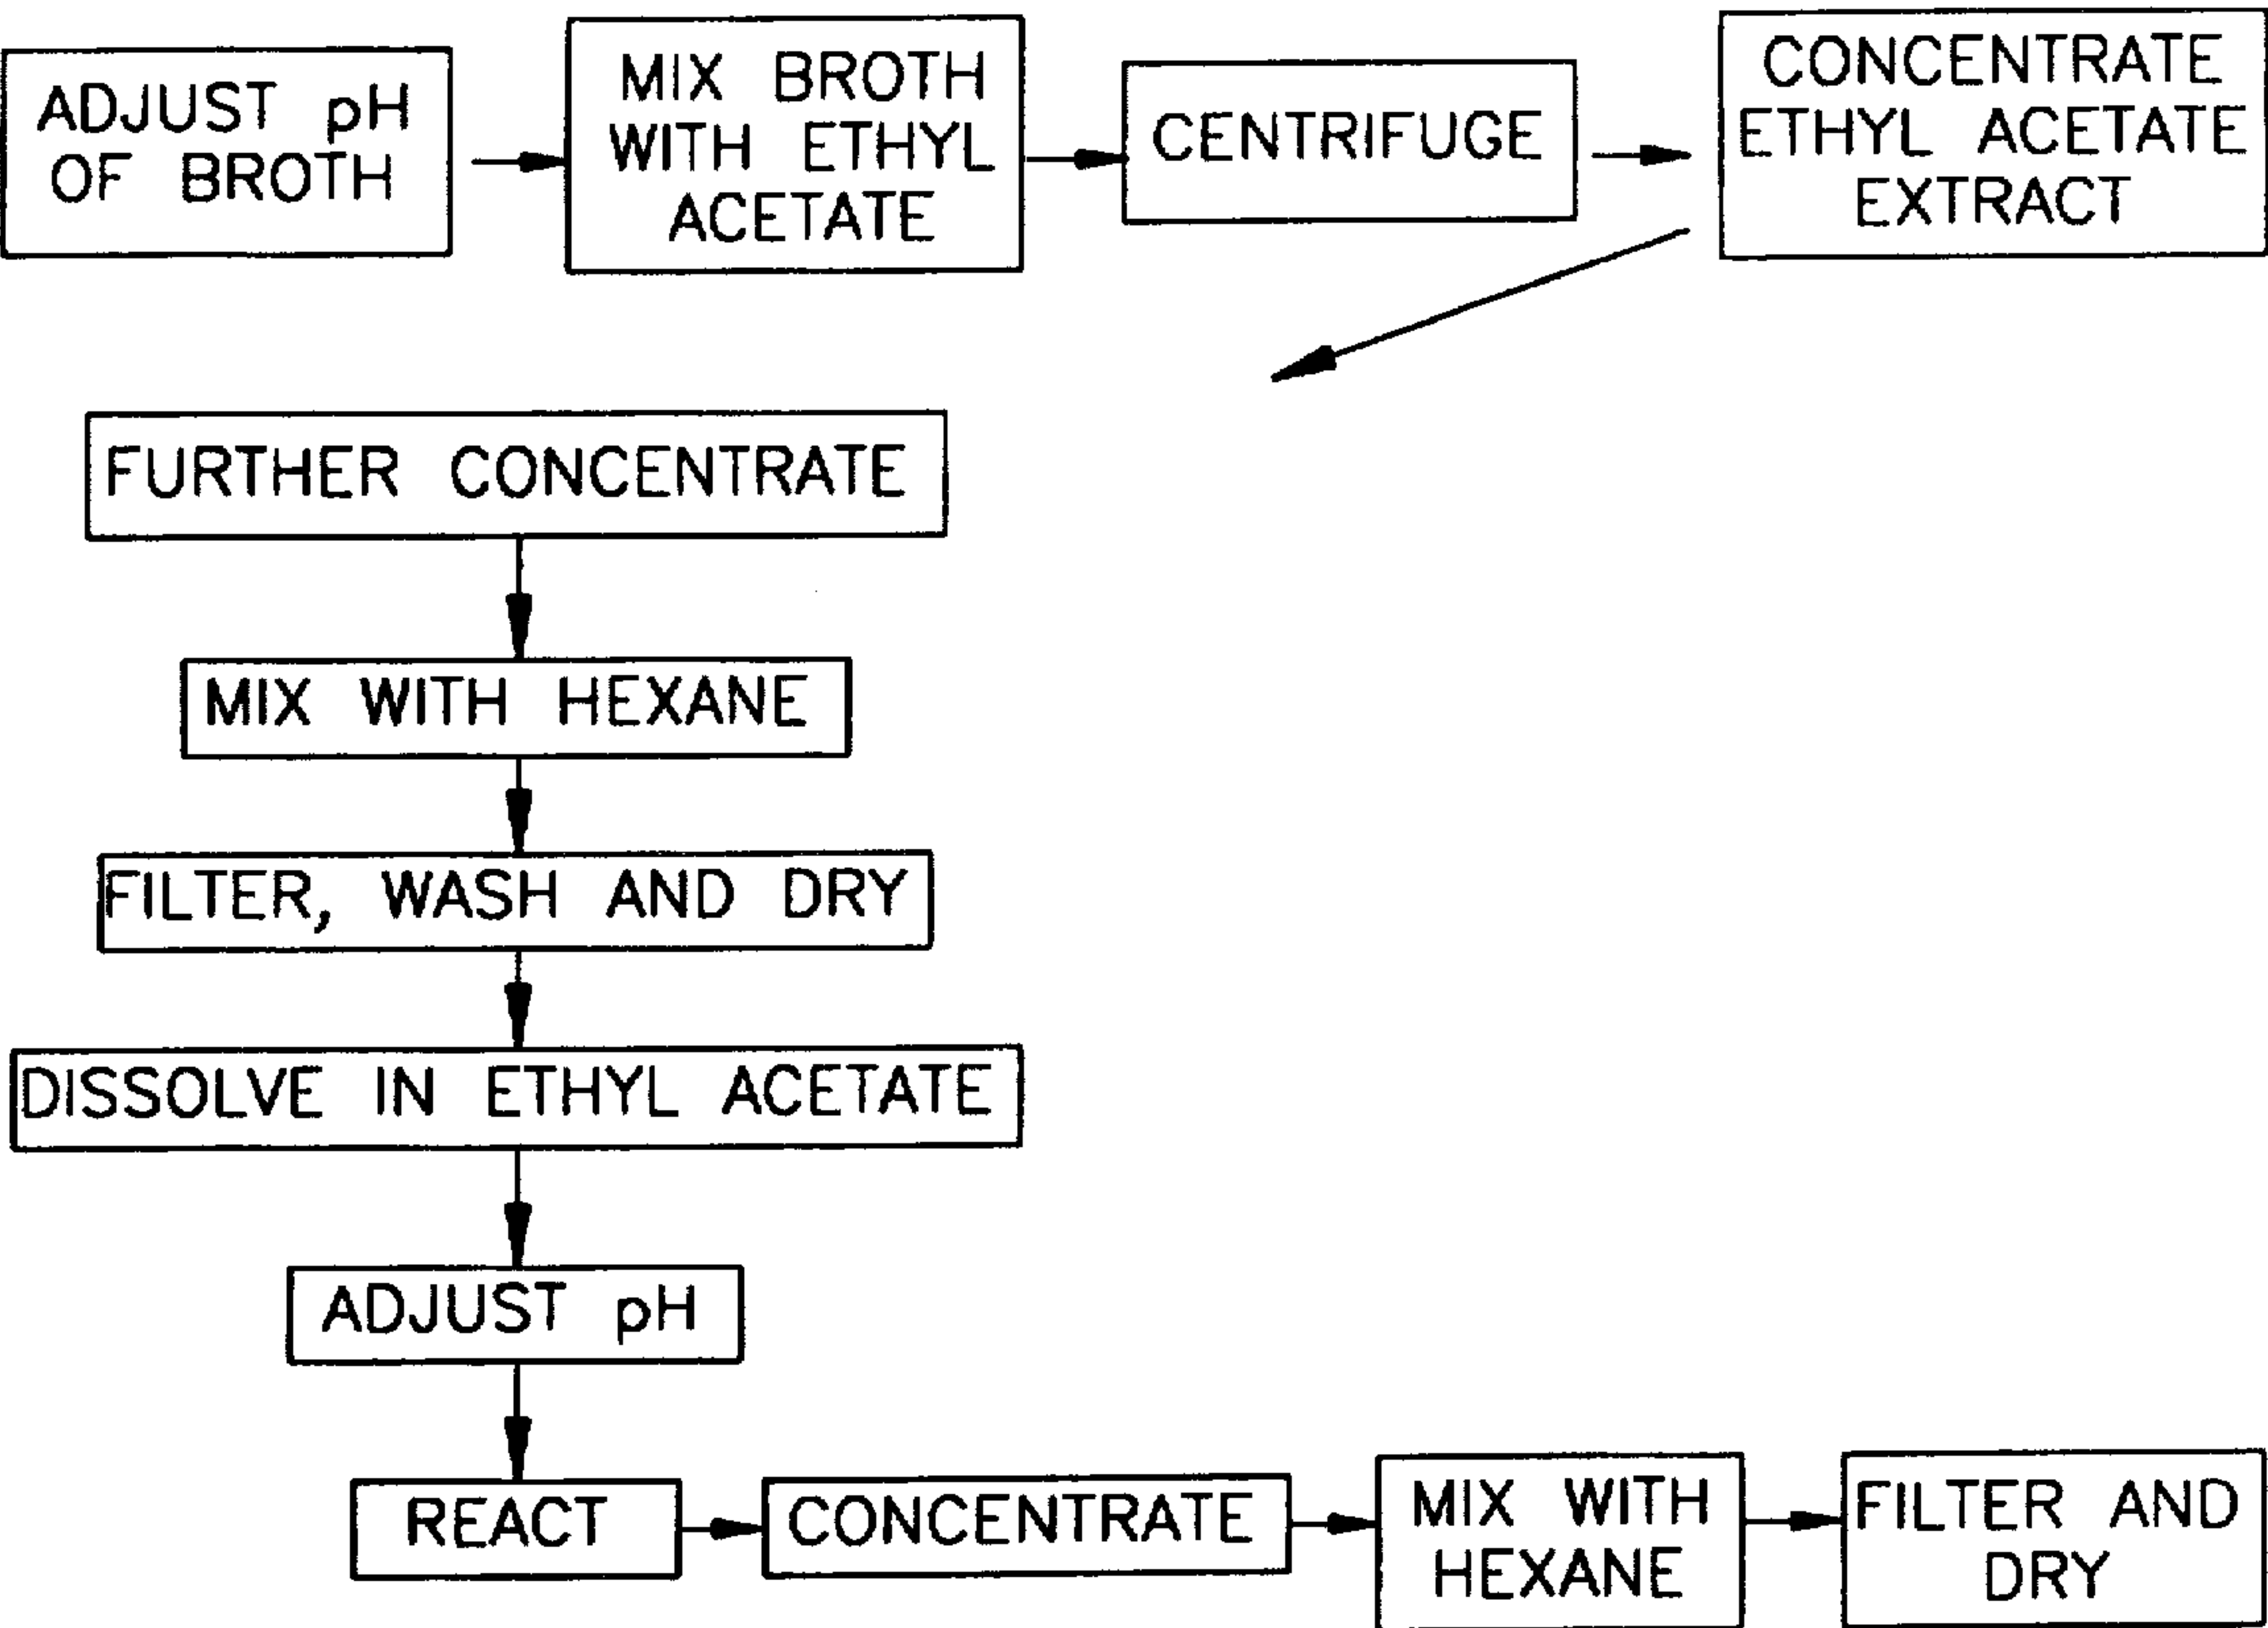 ADJUST pH
OF BROTH
MIX BROTH
WITH ETHYL
ACETATE
CENTRIFUGE
CONCENTRATE
ETHYL ACETATE
EXTRACT
FURTHER CONCENTRATE
MIX WITH HEXANE
FILTER, WASH AND DRY
DISSOLVE IN ETHYL ACETATE
ADJUST pH
REACT
CONCENTRATE
MIX WITH
HEXANE
FILTER AND
DRY